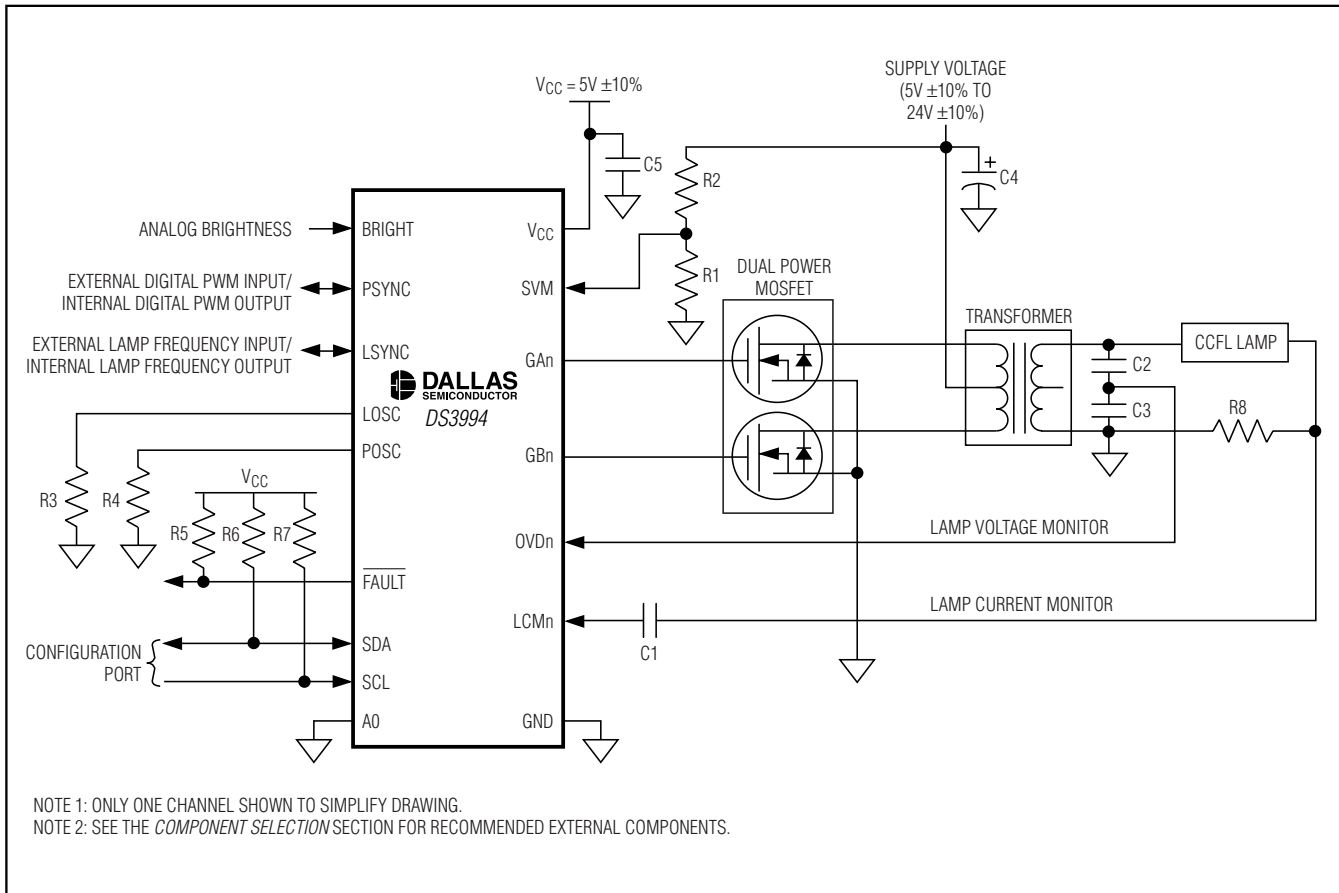 VCC = 5V ±10%
SUPPLY VOLTAGE
(5V ±10% TO
24V ±10%)
C5
R2
+
C4
ANALOG BRIGHTNESS
BRIGHT
VCC
R1
DUAL POWER
MOSFET
EXTERNAL DIGITAL PWM INPUT/
INTERNAL DIGITAL PWM OUTPUT
PSYNC
SVM
TRANSFORMER
EXTERNAL LAMP FREQUENCY INPUT/
INTERNAL LAMP FREQUENCY OUTPUT
LSYNC
GAn
CCFL LAMP
C2
DALLAS
SEMICONDUCTOR
DS3994
LOSC
C3
R8
POSC
GBn
R3
R4
VCC
R5
R6
R7
OVDn
LAMP VOLTAGE MONITOR
FAULT
LCMn
C1
LAMP CURRENT MONITOR
CONFIGURATION
PORT
SDA
SCL
A0
GND
NOTE 1: ONLY ONE CHANNEL SHOWN TO SIMPLIFY DRAWING.
NOTE 2: SEE THE COMPONENT SELECTION SECTION FOR RECOMMENDED EXTERNAL COMPONENTS.